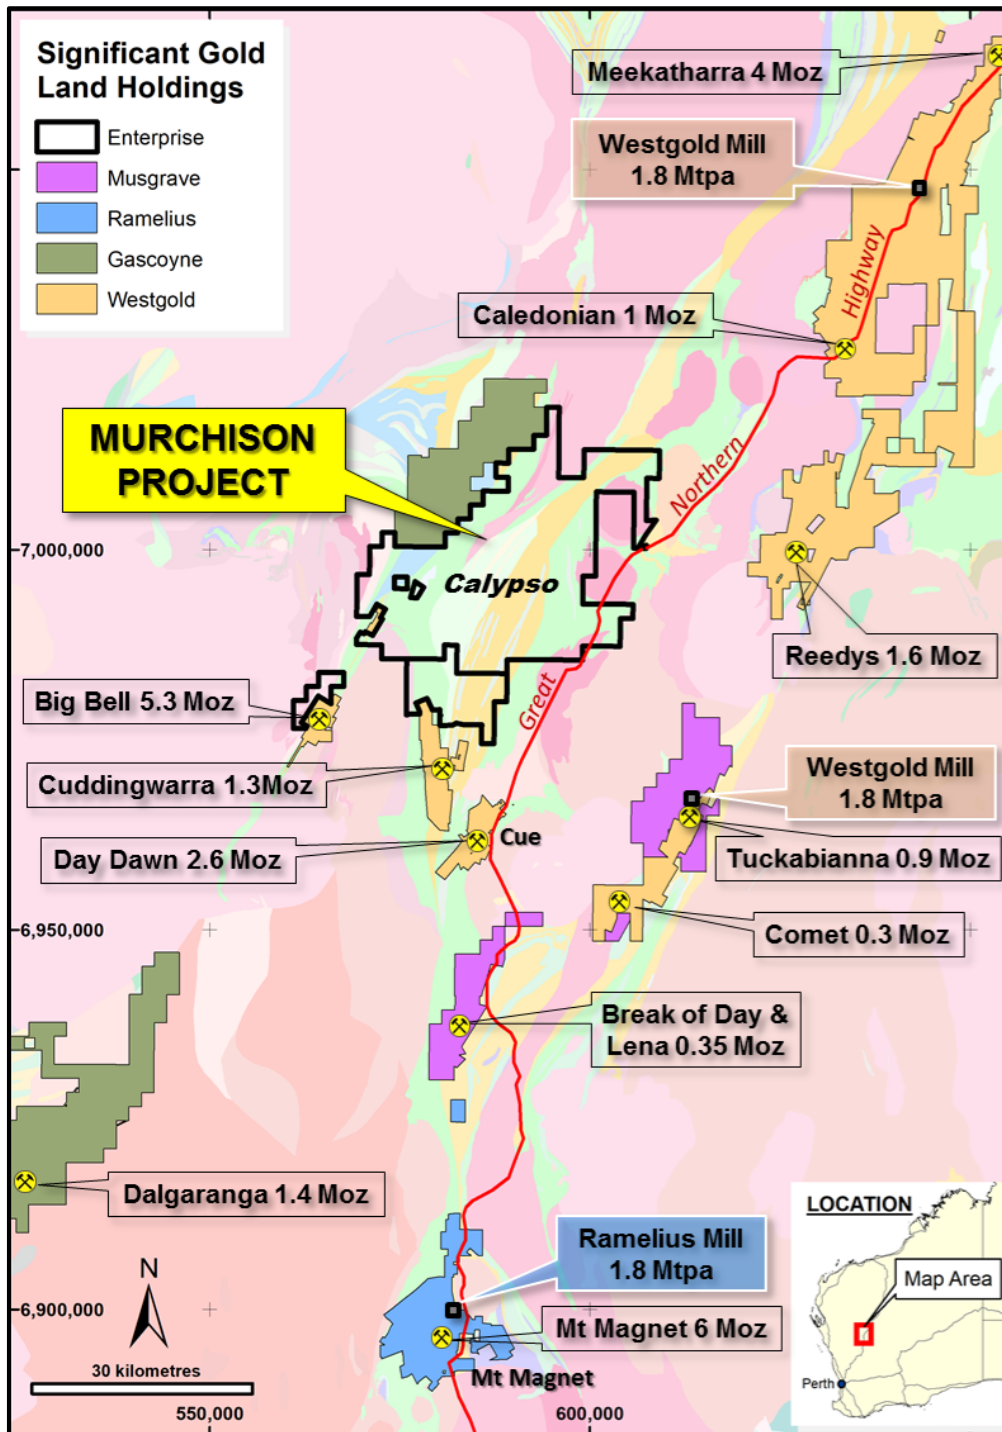 Significant Gold
Land Holdings
Enterprise
Musgrave
Ramelius
Gascoyne
Westgold
Meekatharra 4 Moz
Westgold Mill
1.8 Mtpa
Highway
Caledonian 1 Moz
MURCHISON
PROJECT
Northern
7,000,000
Calypso
Reedys 1.6 Moz
Big Bell 5.3 Moz
Great
Cuddingwarra 1.3Moz
Westgold Mill
1.8 Mtpa
Day Dawn 2.6 Moz
Cue
Tuckabianna 0.9 Moz
6,950,000
Comet 0.3 Moz
Break of Day &
Lena 0.35 Moz
Dalgaranga 1.4 Moz
LOCATION
Map Area
Perth
Ramelius Mill
1.8 Mtpa
N
6,900,000
Mt Magnet 6 Moz
30 kilometres
Mt Magnet
550,000
600,000